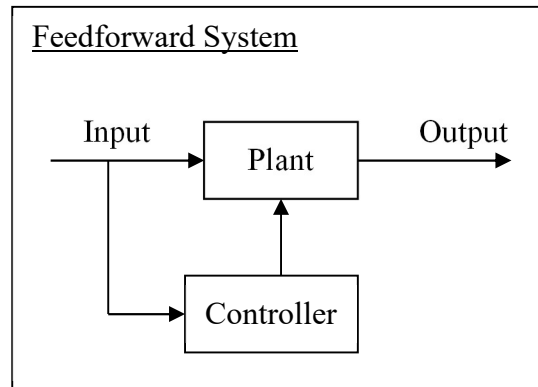 Feedforward System
Input
Output
Plant
Controller